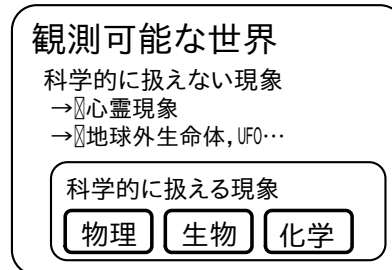 観測可能な世界
科学的に扱えない現象
→心霊現象
→地球外生命体,UFO…
科学的に扱える現象
物理 生物 化学